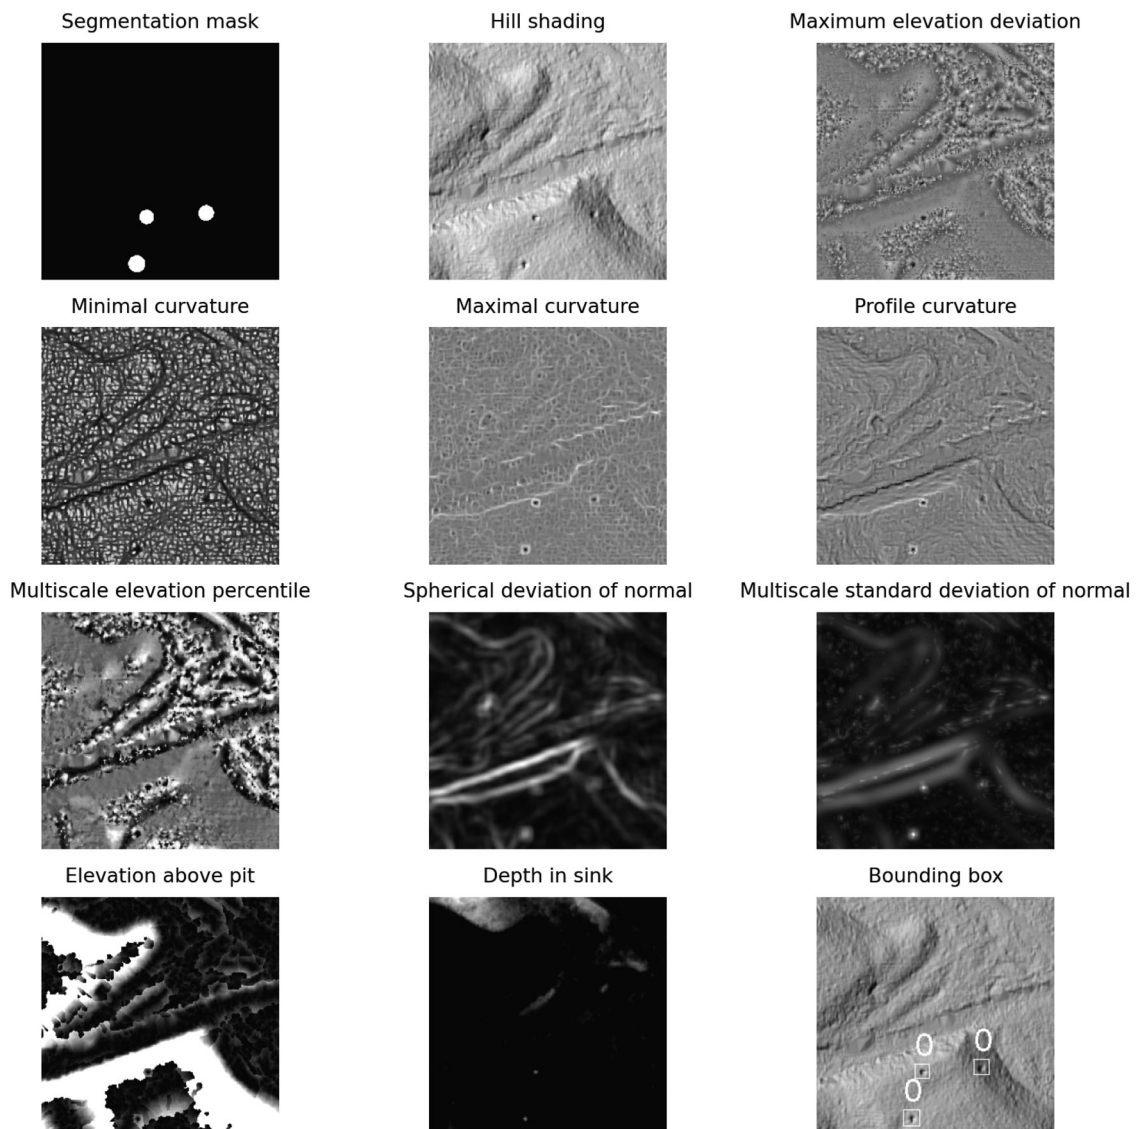 Segmentation mask
Hill shading
Maximum elevation deviation
Minimal curvature
Maximal curvature
Profile curvature
Multiscale elevation percentile
Spherical deviation of normal
Multiscale standard deviation of normal
Elevation above pit
Depth in sink
Bounding box
0
0
0